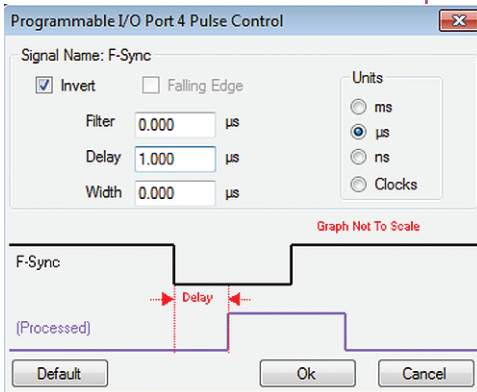 Programmable I/O Port 4 Pulse Control
Signal Name: F-Sync
Invert
Falling Edge
Filter 0.000 µs
Delay 1.000 µs
Width 0.000 µs
Units
ms
µs
ns
Clocks
Graph Not To Scale
F-Sync
Delay
(Processed)
Default Ok Cancel